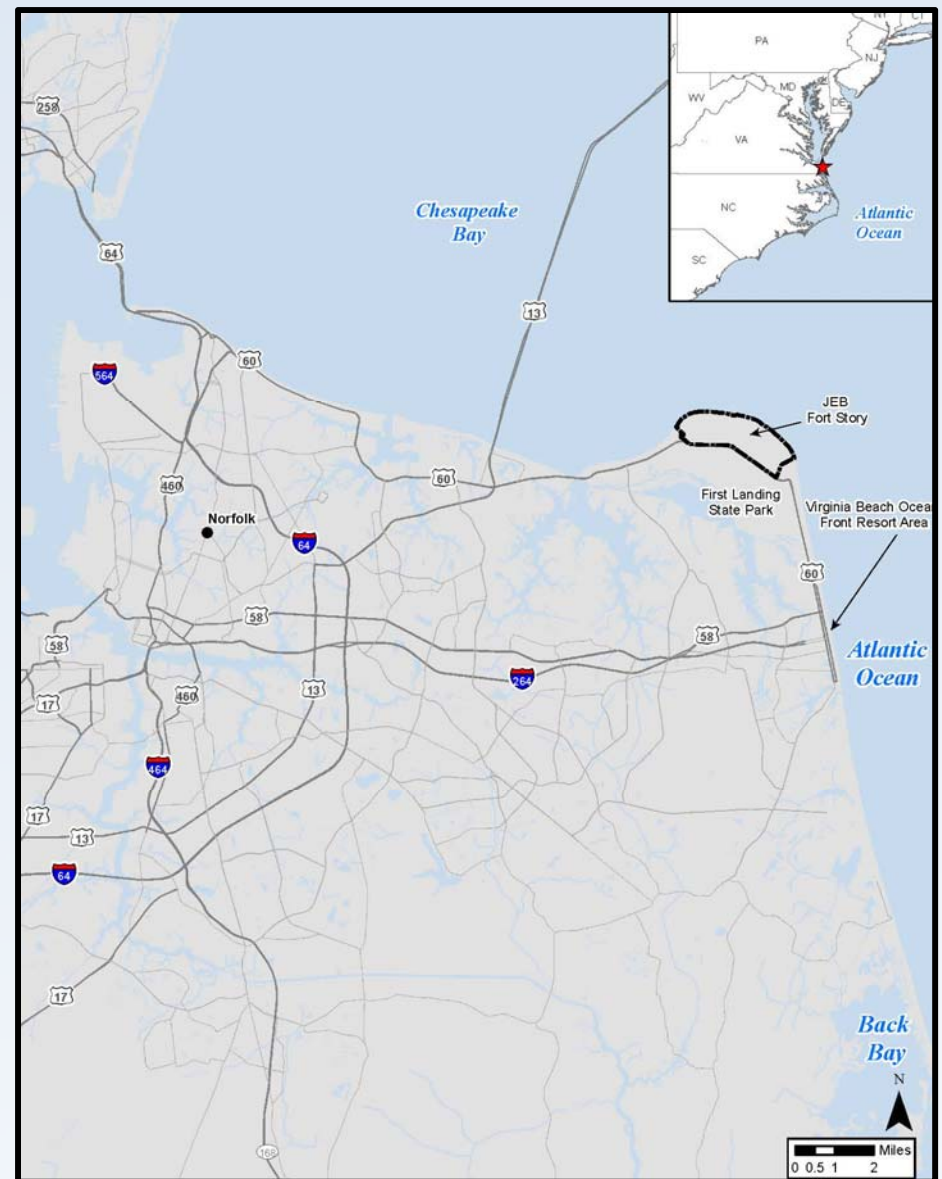 NY
CT
PA
NJ
MD
WV
DE
VA
NC
SC
Atlantic
Ocean
258
Chesapeake
Bay
64
13
60
564
JEB
Fort Story
60
460
First Landing
State Park
Virginia Beach Ocean
Front Resort Area
Norfolk
64
60
58
58
58
Atlantic
Ocean
264
13
460
17
464
17
13
64
17
Back
Bay
N
168
Miles
0 0.5 1 2